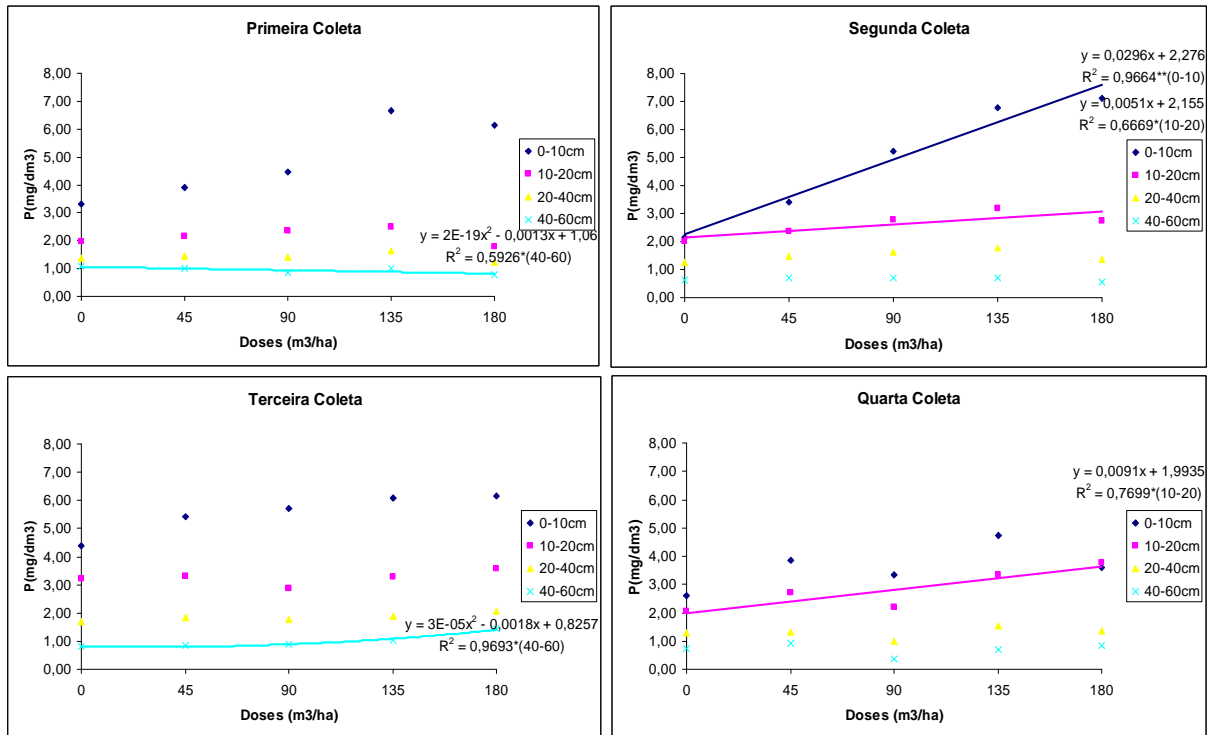 Primeira Coleta
8,00
7,00
6,00
5,00
4,00
3,00
2,00
1,00
0,00
P(mg/dm3)
0 45 90 135 180
Doses (m3/ha)
0-10cm
10-20cm
20-40cm
40-60cm
y = 2E-19x² - 0,0013x + 1,06
R² = 0,5926*(40-60)
Segunda Coleta
y = 0,0296x + 2,276
R² = 0,9664**(0-10)
y = 0,0051x + 2,155
R² = 0,6669*(10-20)
8,00
7,00
6,00
5,00
4,00
3,00
2,00
1,00
0,00
P(mg/dm3)
0 45 90 135 180
Doses (m3/ha)
0-10cm
10-20cm
20-40cm
40-60cm
Terceira Coleta
8,00
7,00
6,00
5,00
4,00
3,00
2,00
1,00
0,00
P(mg/dm3)
0 45 90 135 180
Doses (m3/ha)
0-10cm
10-20cm
20-40cm
40-60cm
y = 3E-05x² - 0,0018x + 0,8257
R² = 0,9693*(40-60)
Quarta Coleta
8,00
7,00
6,00
5,00
4,00
3,00
2,00
1,00
0,00
P(mg/dm3)
0 45 90 135 180
Doses (m3/ha)
y = 0,0091x + 1,9935
R² = 0,7699*(10-20)
0-10cm
10-20cm
20-40cm
40-60cm